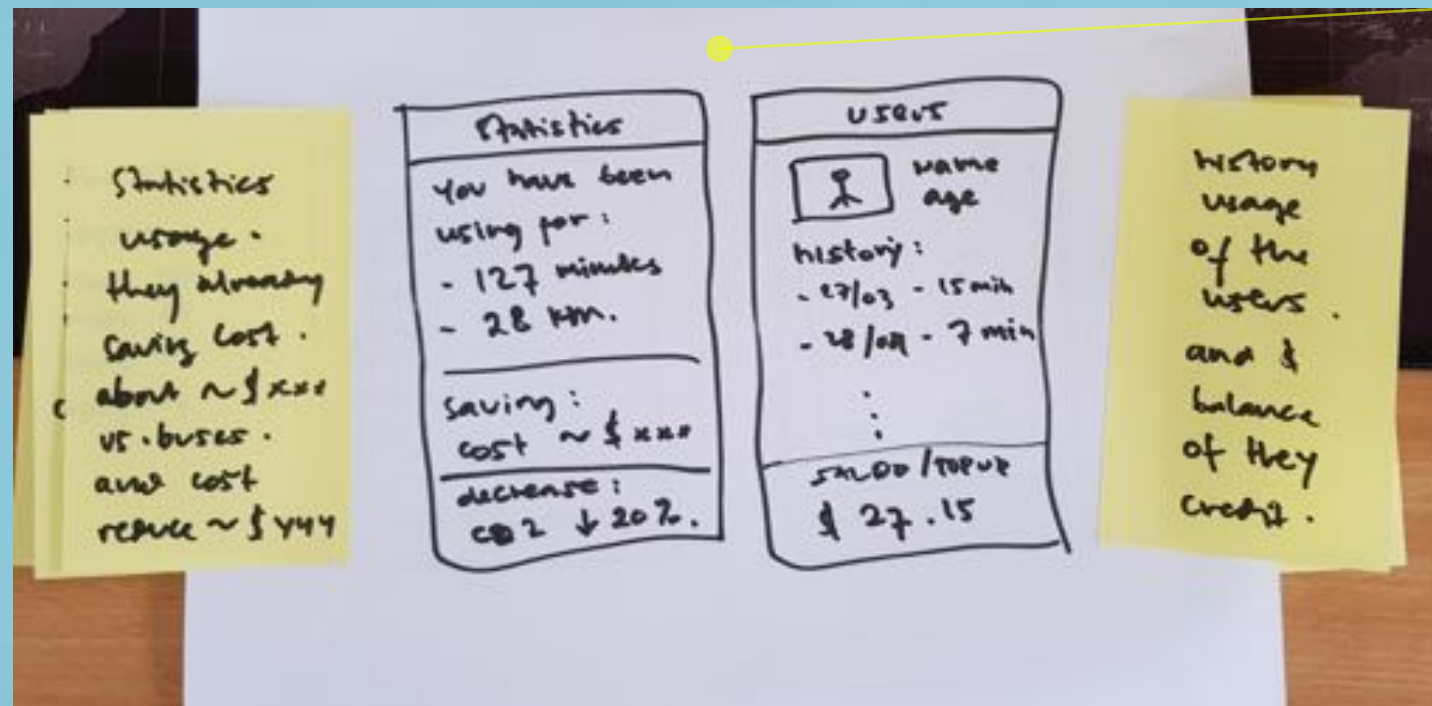 Statistics
usage.
they already
saving cost.
about ~ $ xxx
vs. buses.
and cost
reduce ~ $ yyy
Statistics
You have been
using for:
- 127 minutes
- 28 km.
saving:
cost ~ $ xxx
decrease:
CO2 ↓ 20%.
users
name
age
history:
- 27/03 - 15 min
- 28/03 - 7 min
SALDO/TOPUP
$ 27.15
history
usage
of the
users.
and $
balance
of they
credit.